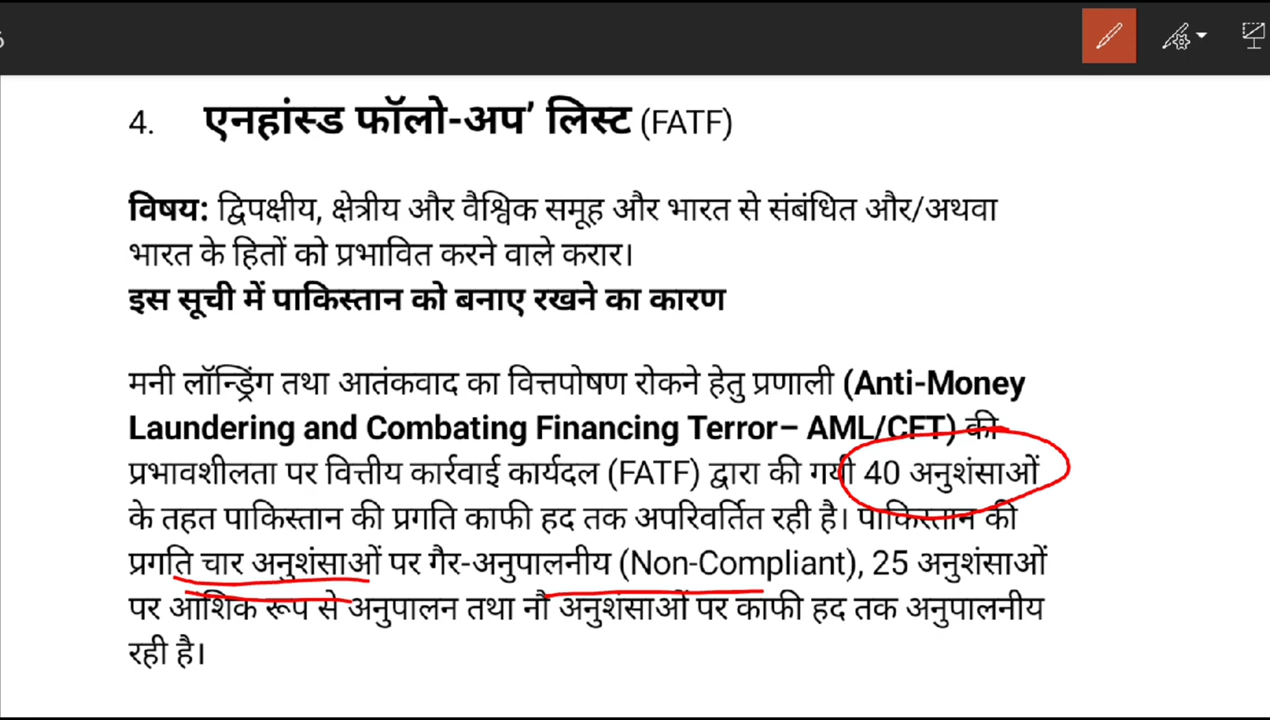 4. एनहांस्ड फॉलो-अप’ लिस्ट (FATF)
विषय: द्विपक्षीय, क्षेत्रीय और वैश्विक समूह और भारत से संबंधित और/अथवा
भारत के हितों को प्रभावित करने वाले करार।
इस सूची में पाकिस्तान को बनाए रखने का कारण
मनी लॉन्ड्रिंग तथा आतंकवाद का वित्तपोषण रोकने हेतु प्रणाली (Anti-Money
Laundering and Combating Financing Terror– AML/CFT) की
प्रभावशीलता पर वित्तीय कार्रवाई कार्यदल (FATF) द्वारा की गयी 40 अनुशंसाओं
के तहत पाकिस्तान की प्रगति काफी हद तक अपरिवर्तित रही है। पाकिस्तान की
प्रगति चार अनुशंसाओं पर गैर-अनुपालनीय (Non-Compliant), 25 अनुशंसाओं
पर आंशिक रूप से अनुपालन तथा नौ अनुशंसाओं पर काफी हद तक अनुपालनीय
रही है।